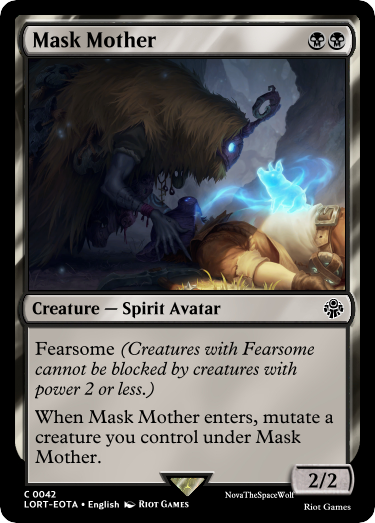 Mask Mother
Creature — Spirit Avatar
Fearsome (Creatures with Fearsome
cannot be blocked by creatures with
power 2 or less.)
When Mask Mother enters, mutate a
creature you control under Mask
Mother.
2/2
C 0042
LORT-EOTA • English Riot Games
NovaTheSpaceWolf
Riot Games